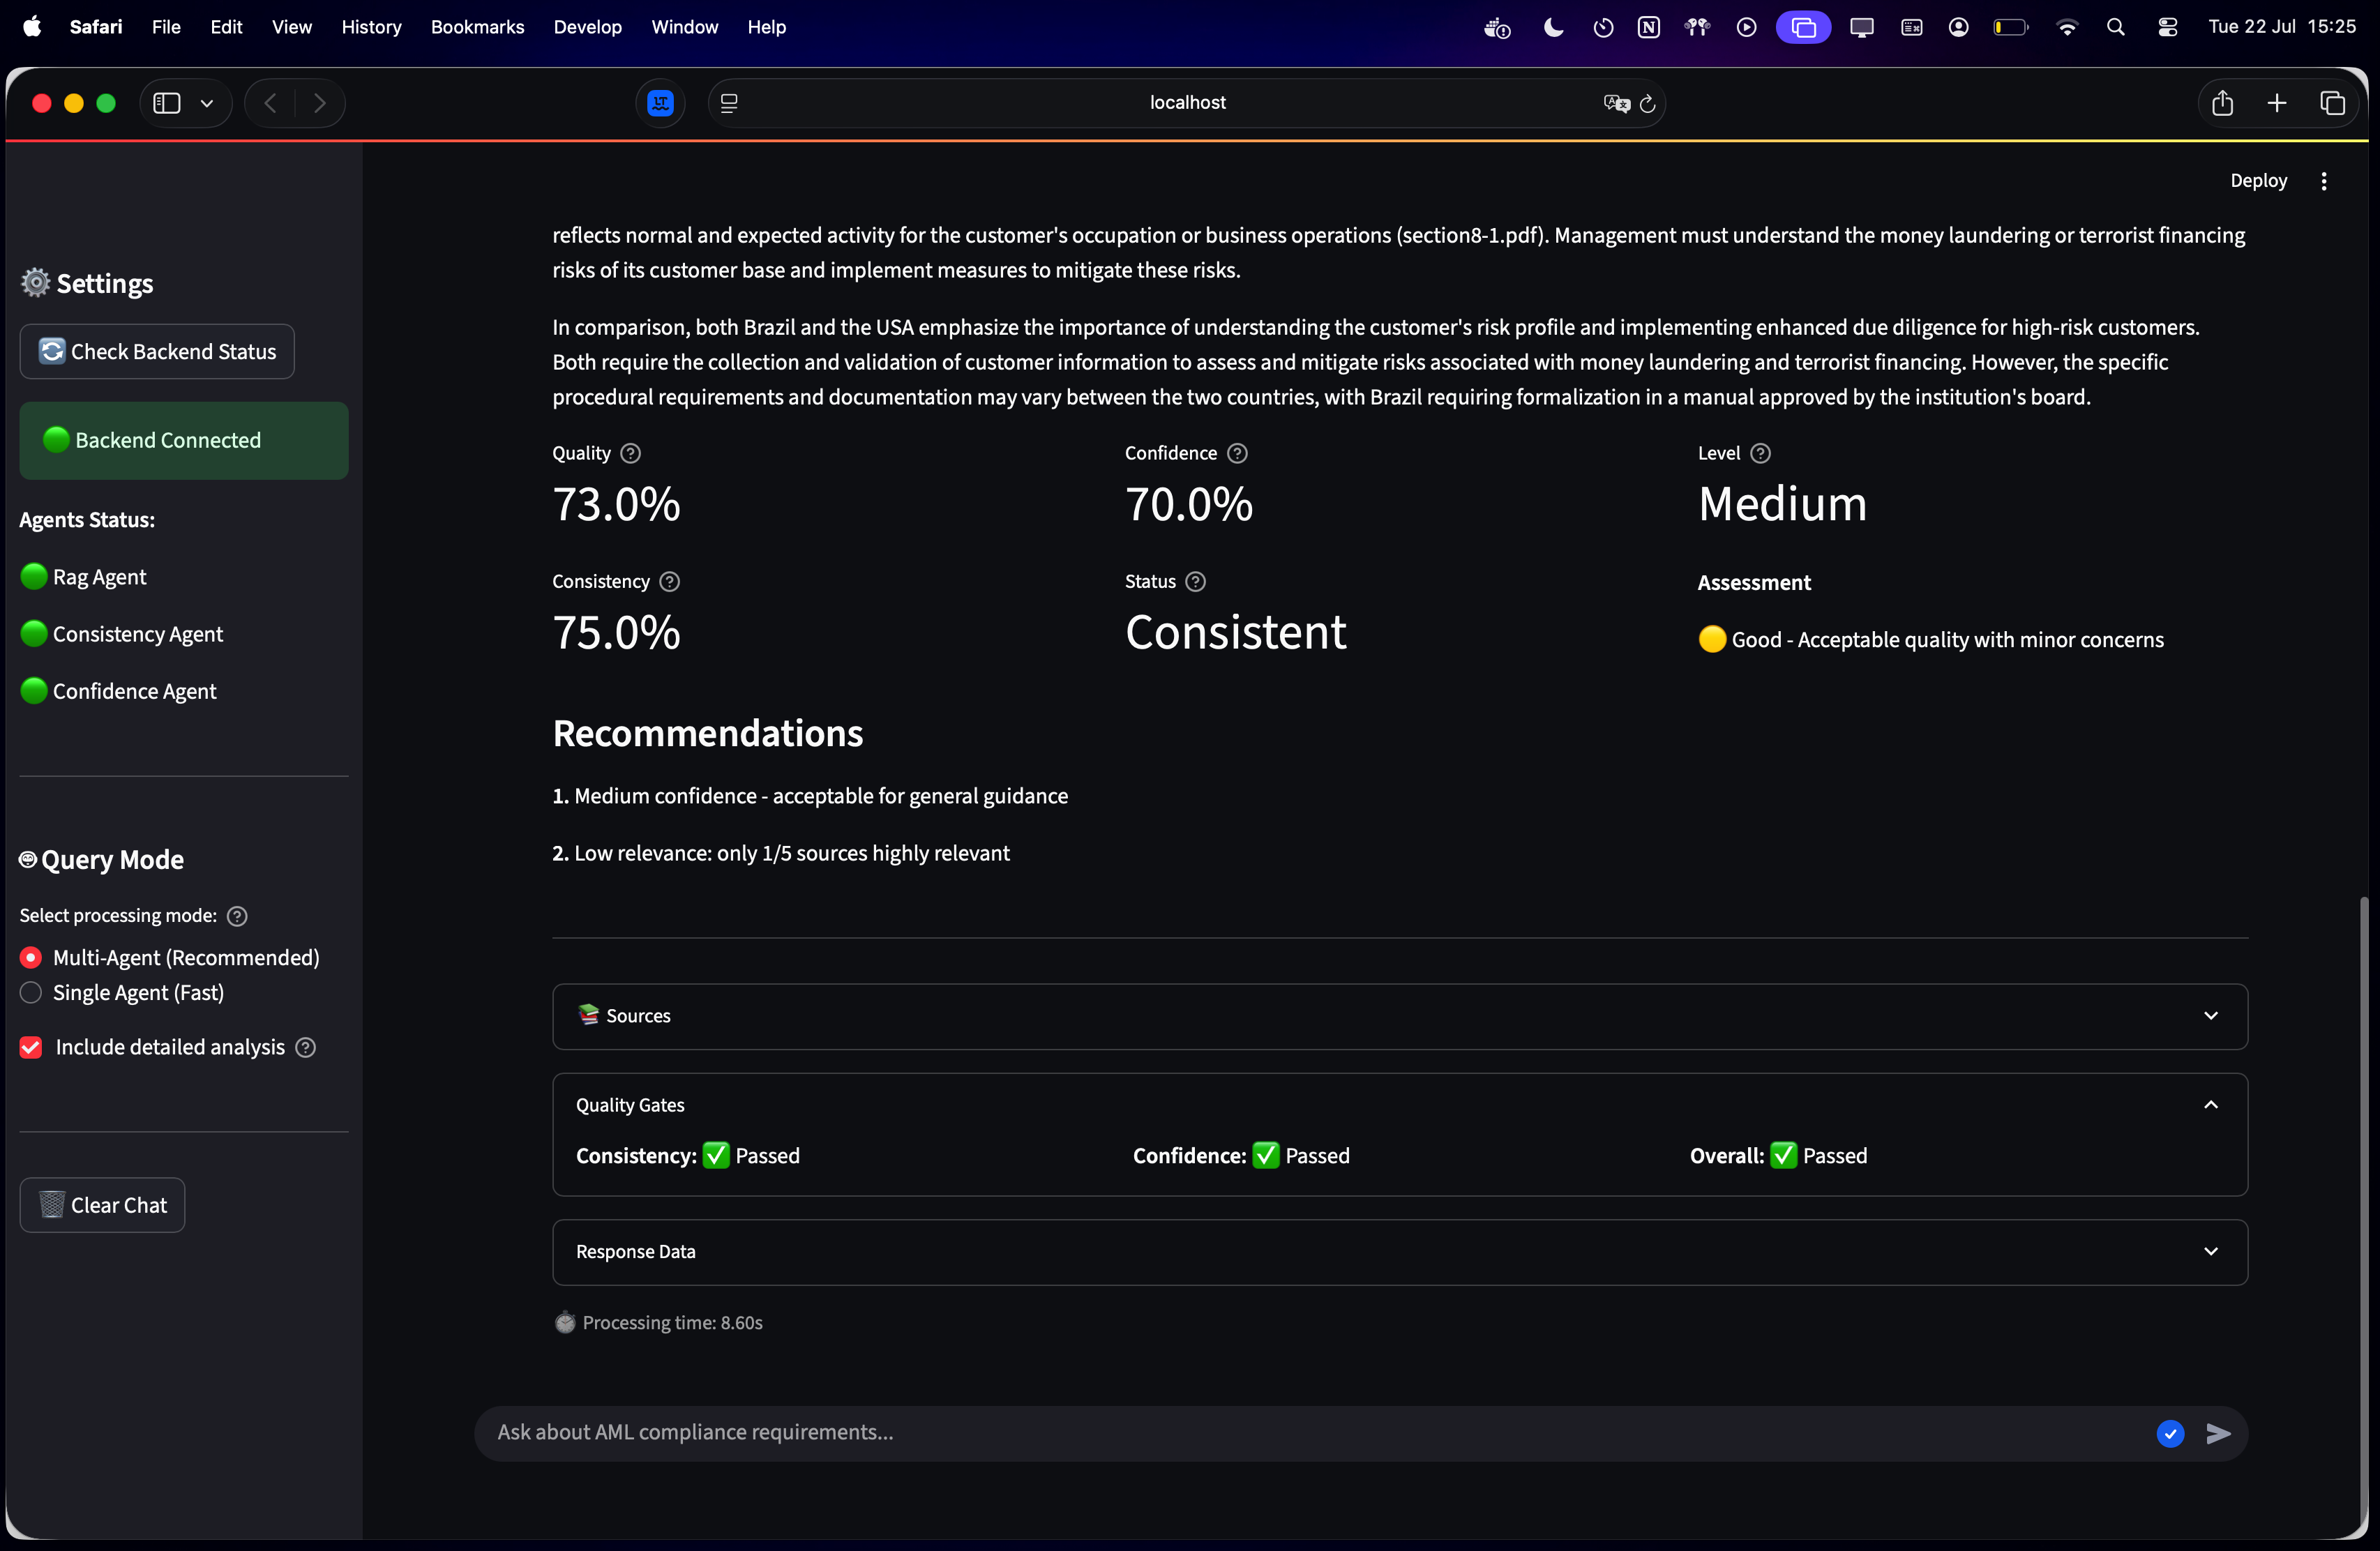 Safari File Edit View History Bookmarks Develop Window Help Tue 22 Jul 15:25
localhost
Deploy
Settings
Check Backend Status
Backend Connected
Agents Status:
Rag Agent
Consistency Agent
Confidence Agent
Query Mode
Select processing mode:
Multi-Agent (Recommended)
Single Agent (Fast)
Include detailed analysis
Clear Chat
reflects normal and expected activity for the customer's occupation or business operations (section8-1.pdf). Management must understand the money laundering or terrorist financing
risks of its customer base and implement measures to mitigate these risks.
In comparison, both Brazil and the USA emphasize the importance of understanding the customer's risk profile and implementing enhanced due diligence for high-risk customers.
Both require the collection and validation of customer information to assess and mitigate risks associated with money laundering and terrorist financing. However, the specific
procedural requirements and documentation may vary between the two countries, with Brazil requiring formalization in a manual approved by the institution's board.
Quality Confidence Level
73.0% 70.0% Medium
Consistency Status Assessment
75.0% Consistent Good - Acceptable quality with minor concerns
Recommendations
1. Medium confidence - acceptable for general guidance
2. Low relevance: only 1/5 sources highly relevant
Sources
Quality Gates
Consistency: ✅ Passed Confidence: ✅ Passed Overall: ✅ Passed
Response Data
Processing time: 8.60s
Ask about AML compliance requirements...